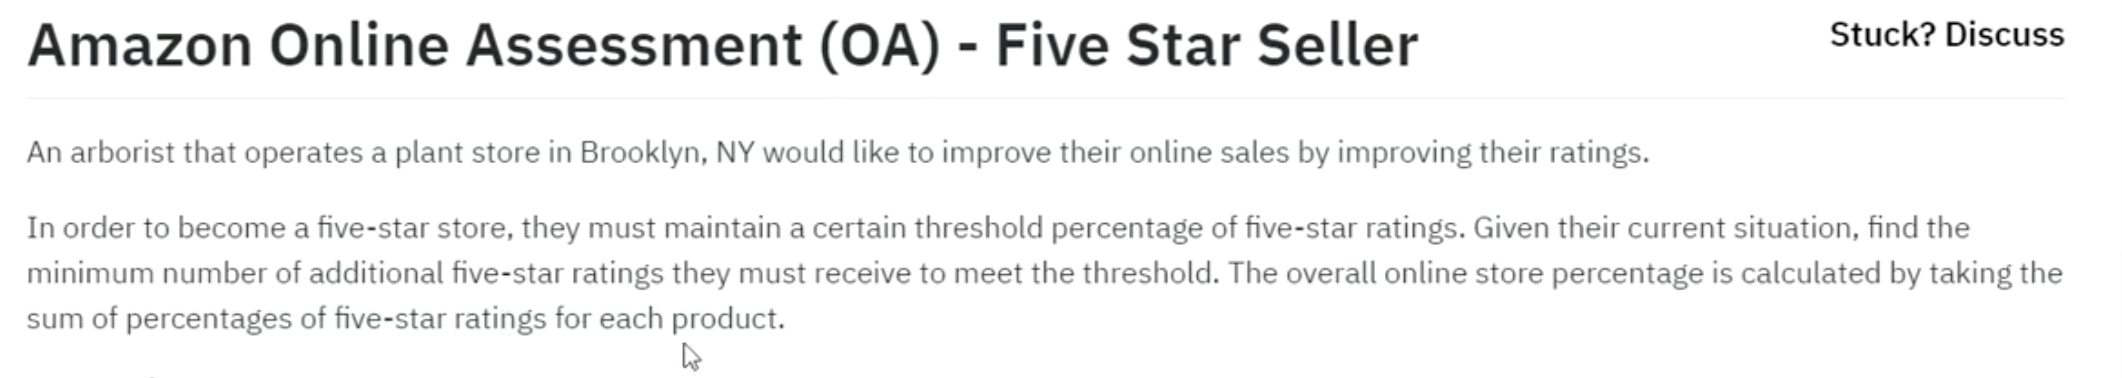 Amazon Online Assessment (OA) - Five Star Seller
Stuck? Discuss
An arborist that operates a plant store in Brooklyn, NY would like to improve their online sales by improving their ratings.
In order to become a five-star store, they must maintain a certain threshold percentage of five-star ratings. Given their current situation, find the
minimum number of additional five-star ratings they must receive to meet the threshold. The overall online store percentage is calculated by taking the
sum of percentages of five-star ratings for each product.